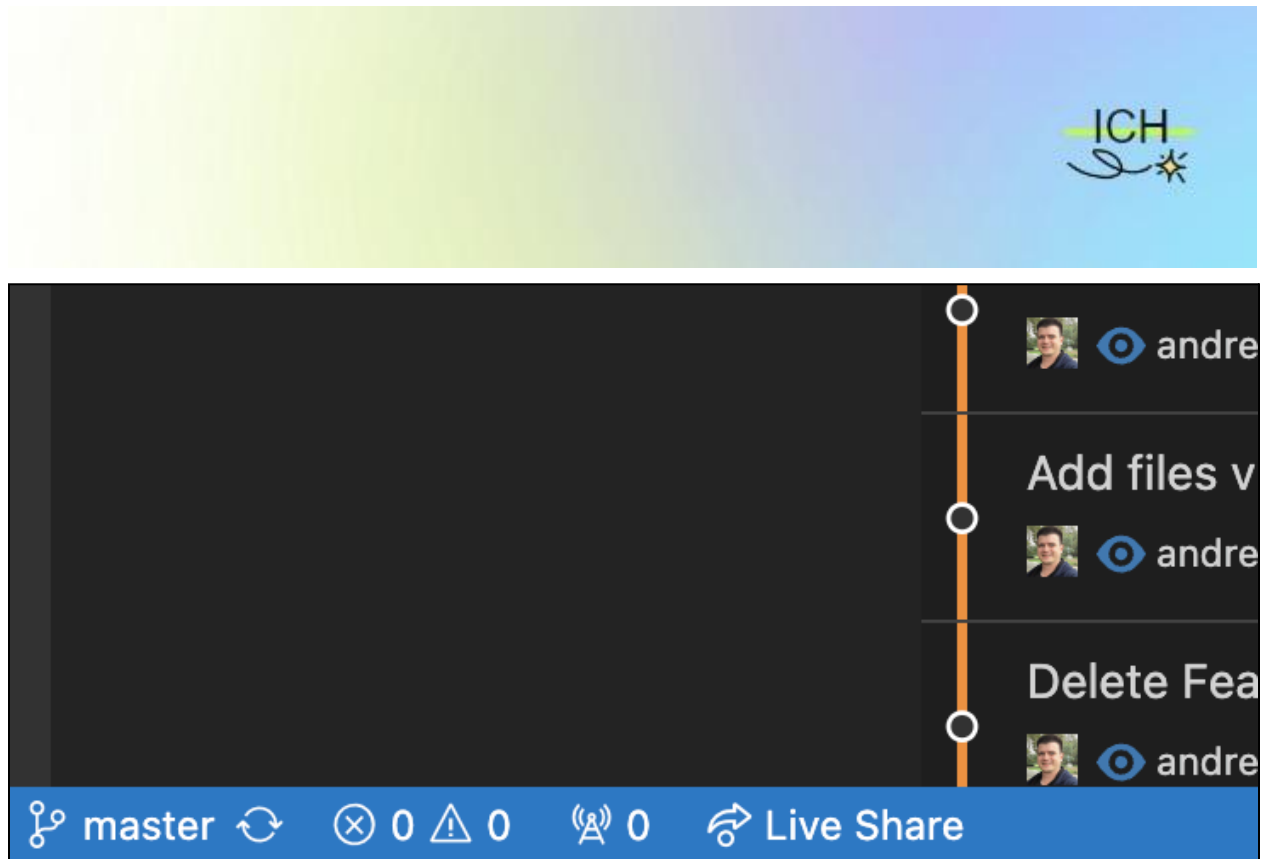 ICH
andre
Add files v
andre
Delete Fea
andre
master 0 0 0 Live Share